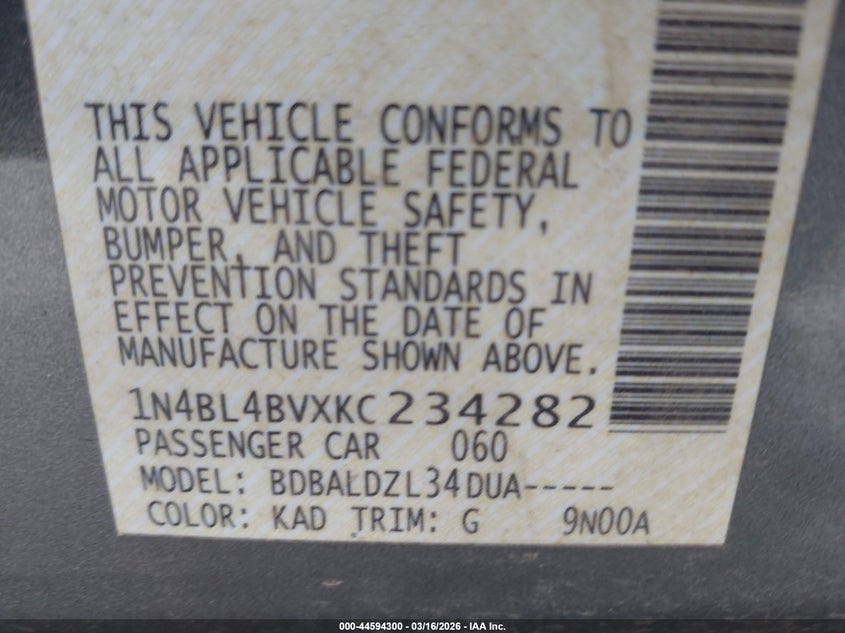 THIS VEHICLE CONFORMS TO
ALL APPLICABLE FEDERAL
MOTOR VEHICLE SAFETY,
BUMPER, AND THEFT
PREVENTION STANDARDS IN
EFFECT ON THE DATE OF
MANUFACTURE SHOWN ABOVE.
1N4BL4BVXKC234282
PASSENGER CAR 060
MODEL: BDBALDZL34DUA-----
COLOR: KAD TRIM: G 9N00A
000-44594300 - 03/16/2026 - IAA Inc.